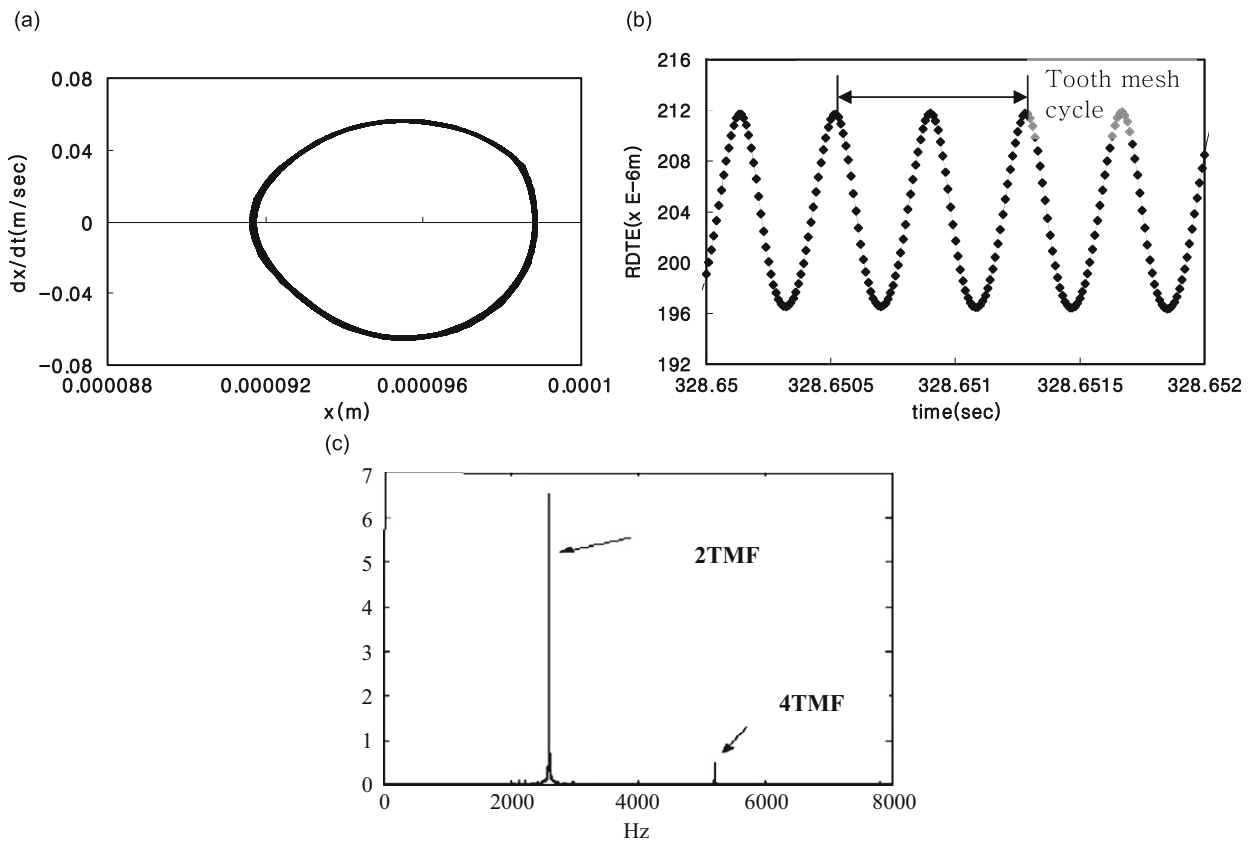 (a)
0.08
0.04
0
-0.04
-0.08
dx/dt(m/sec)
0.000088
0.000092
0.000096
0.0001
x(m)
(b)
216
212
208
204
200
196
192
RDTE(x E-6m)
Tooth mesh
cycle
328.65
328.6505
328.651
328.6515
328.652
time(sec)
(c)
7
6
5
4
3
2
1
0
2TMF
4TMF
0
2000
4000
6000
8000
Hz